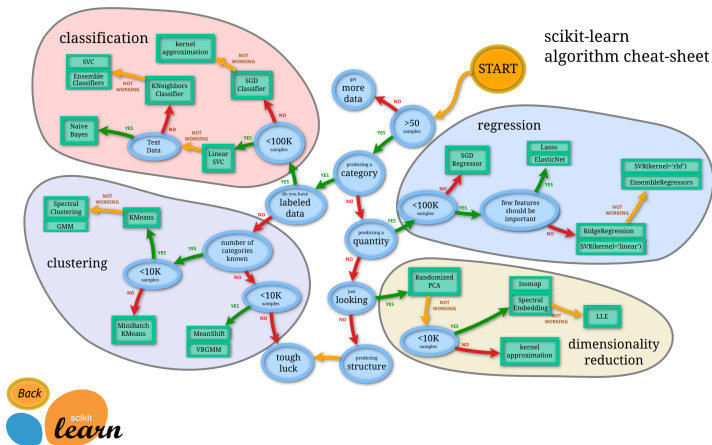 scikit-learn
algorithm cheat-sheet
START
classification
kernel
approximation
NOT
WORKING
SVC
Ensemble
Classifiers
NOT
WORKING
KNeighbors
Classifier
SGD
Classifier
NO
NO
Naive
Bayes
YES
Text
Data
NOT
WORKING
Linear
SVC
YES
<100K
samples
YES
get
more
data
NO
>50
samples
YES
predicting a
category
YES
do you have
labeled
data
NO
NO
predicting a
quantity
YES
NO
just
looking
YES
NO
predicting
structure
tough
luck
regression
SGD
Regressor
NO
<100K
samples
YES
Lasso
ElasticNet
YES
few features
should be
important
NO
RidgeRegression
SVR(kernel='linear')
NOT
WORKING
SVR(kernel='rbf')
EnsembleRegressors
clustering
Spectral
Clustering
GMM
NOT
WORKING
KMeans
YES
number of
categories
known
YES
NO
<10K
samples
NO
MiniBatch
KMeans
<10K
samples
YES
NO
MeanShift
VBGMM
Randomized
PCA
NOT
WORKING
<10K
samples
YES
NO
Isomap
Spectral
Embedding
NOT
WORKING
LLE
kernel
approximation
dimensionality
reduction
Back
scikit
learn